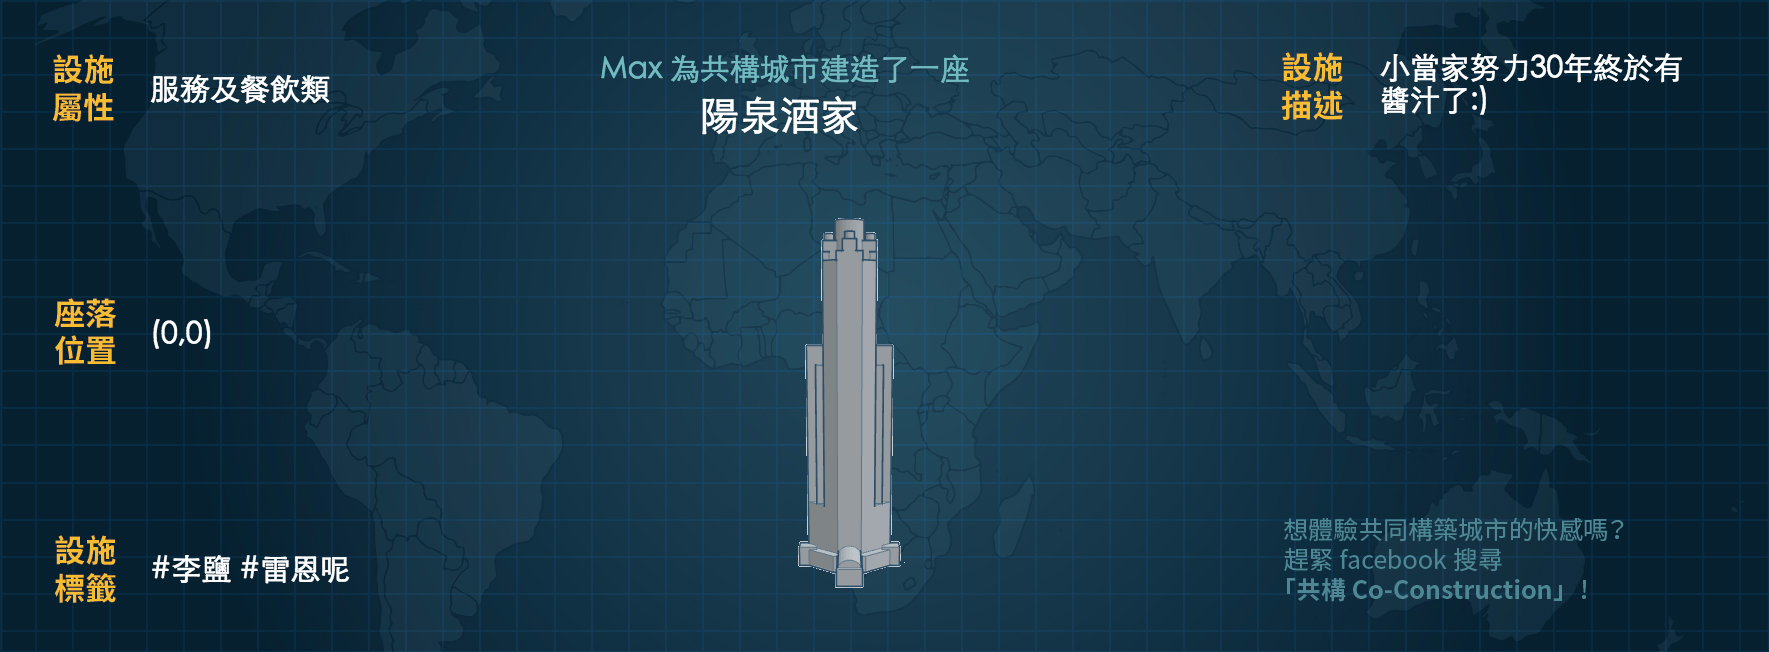 設施
屬性
服務及餐飲類
Max 為共構城市建造了一座
陽泉酒家
設施
描述
小當家努力30年終於有
醬汁了:)
座落
位置
(0,0)
設施
標籤
#李鹽 #雷恩呢
想體驗共同構築城市的快感嗎?
趕緊 facebook 搜尋
「共構 Co-Construction」!